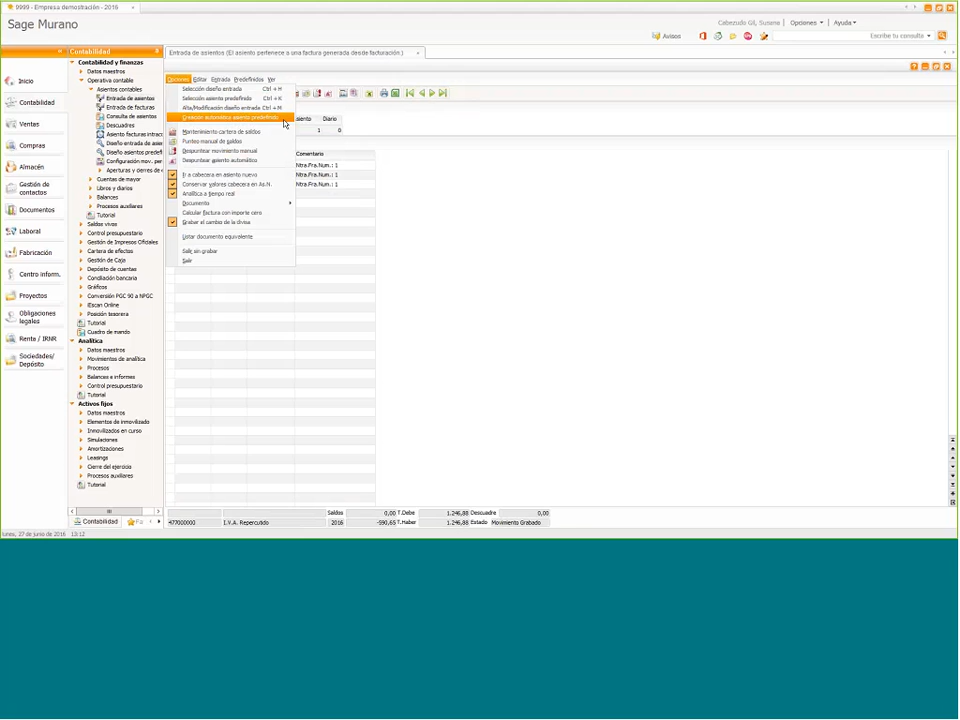 9999 - Empresa demostración - 2016
Sage Murano
Cabezudo Gil, Susana
Opciones
Ayuda
Avisos
Escribe tu consulta
Contabilidad
Entrada de asientos (El asiento pertenece a una factura generada desde facturación.)
Inicio
Contabilidad
Ventas
Compras
Almacén
Gestión de contactos
Documentos
Laboral
Fabricación
Centro inform.
Proyectos
Obligaciones legales
Renta / IRNR
Sociedades/ Depósito
Contabilidad y finanzas
Datos maestros
Operativa contable
Asientos contables
Entrada de asientos
Entrada de facturas
Consulta de asientos
Descuadres
Asiento facturas intrac
Diseño entrada de asie
Diseño asientos predef
Configuración mov. per
Aperturas y cierres de
Cuentas de mayor
Libros y diarios
Balances
Procesos auxiliares
Tutorial
Saldos vivos
Control presupuestario
Gestión de Impresos Oficiales
Cartera de efectos
Gestión de Caja
Depósito de cuentas
Conciliación bancaria
Gráficos
Conversión PGC 90 a NPGC
iEscan Online
Posición tesorera
Tutorial
Cuadro de mando
Analítica
Datos maestros
Movimientos de analítica
Procesos
Balances e informes
Control presupuestario
Tutorial
Activos fijos
Datos maestros
Elementos de inmovilizado
Inmovilizados en curso
Simulaciones
Amortizaciones
Leasings
Cierre del ejercicio
Procesos auxiliares
Tutorial
Contabilidad
Opciones Editar Entrada Predefinidos Ver
Selección diseño entrada Ctrl + H
Selección asiento predefinido Ctrl + K
Alta/Modificación diseño entrada Ctrl + M
Creación automática asiento predefinido
Mantenimiento cartera de saldos
Punteo manual de saldos
Despuntear movimiento manual
Despuntear asiento automático
Ir a cabecera en asiento nuevo
Conservar valores cabecera en As.N.
Analítica a tiempo real
Documento
Calcular factura con importe cero
Grabar el cambio de la divisa
Listar documento equivalente
Salir sin grabar
Salir
Diario
1 0
Comentario
Ntra.Fra.Num.: 1
Ntra.Fra.Num.: 1
Ntra.Fra.Num.: 1
Saldos 0,00 T.Debe 1.246,88 Descuadre 0,00
477000000 I.V.A. Repercutido 2016 -590,65 T.Haber 1.246,88 Estado Movimiento Grabado
lunes, 27 de junio de 2016 13:12